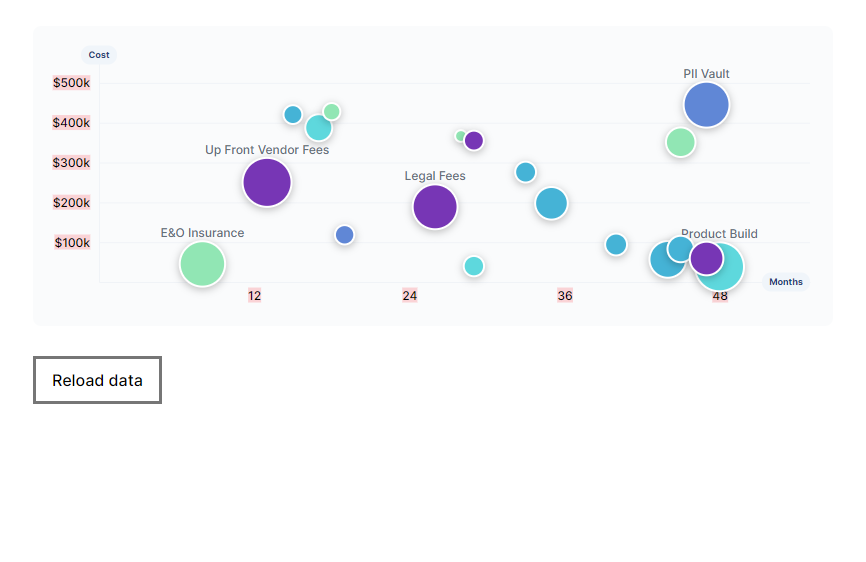 Cost
PII Vault
$500k
$400k
Up Front Vendor Fees
$300k
Legal Fees
$200k
E&O Insurance
Product Build
$100k
Months
12
24
36
48
Reload data